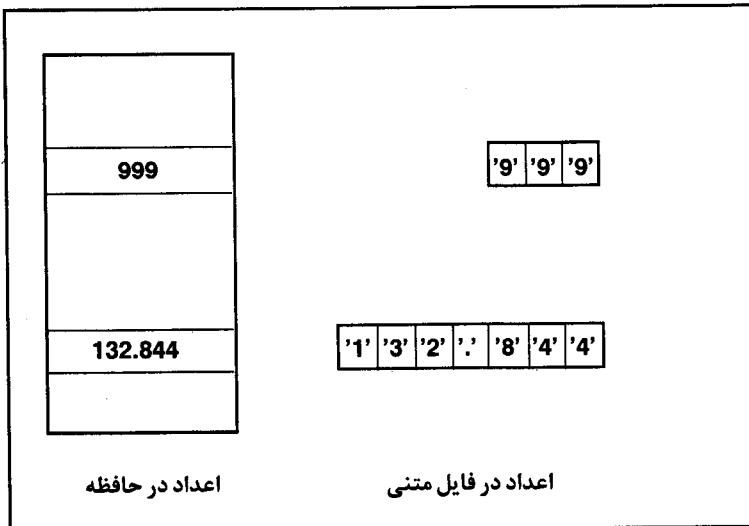 999
'9' '9' '9'
132.844
'1' '3' '2' '.' '8' '4' '4'
اعداد در حافظه
اعداد در فایل متنی